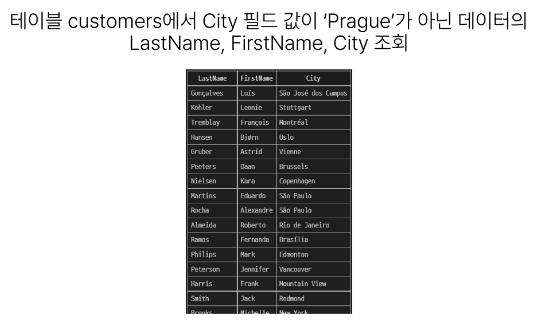 테이블 customers에서 City 필드 값이 ‘Prague’가 아닌 데이터의
LastName, FirstName, City 조회
LastName FirstName City
Gonçalves Luís São José dos Campos
Köhler Leonie Stuttgart
Tremblay François Montréal
Hansen Bjørn Oslo
Gruber Astrid Vienne
Peeters Daan Brussels
Nielsen Kara Copenhagen
Martins Eduardo São Paulo
Rocha Alexandre São Paulo
Almeida Roberto Rio de Janeiro
Ramos Fernanda Brasília
Philips Mark Edmonton
Peterson Jennifer Vancouver
Harris Frank Mountain View
Smith Jack Redmond
Brooks Michelle New York